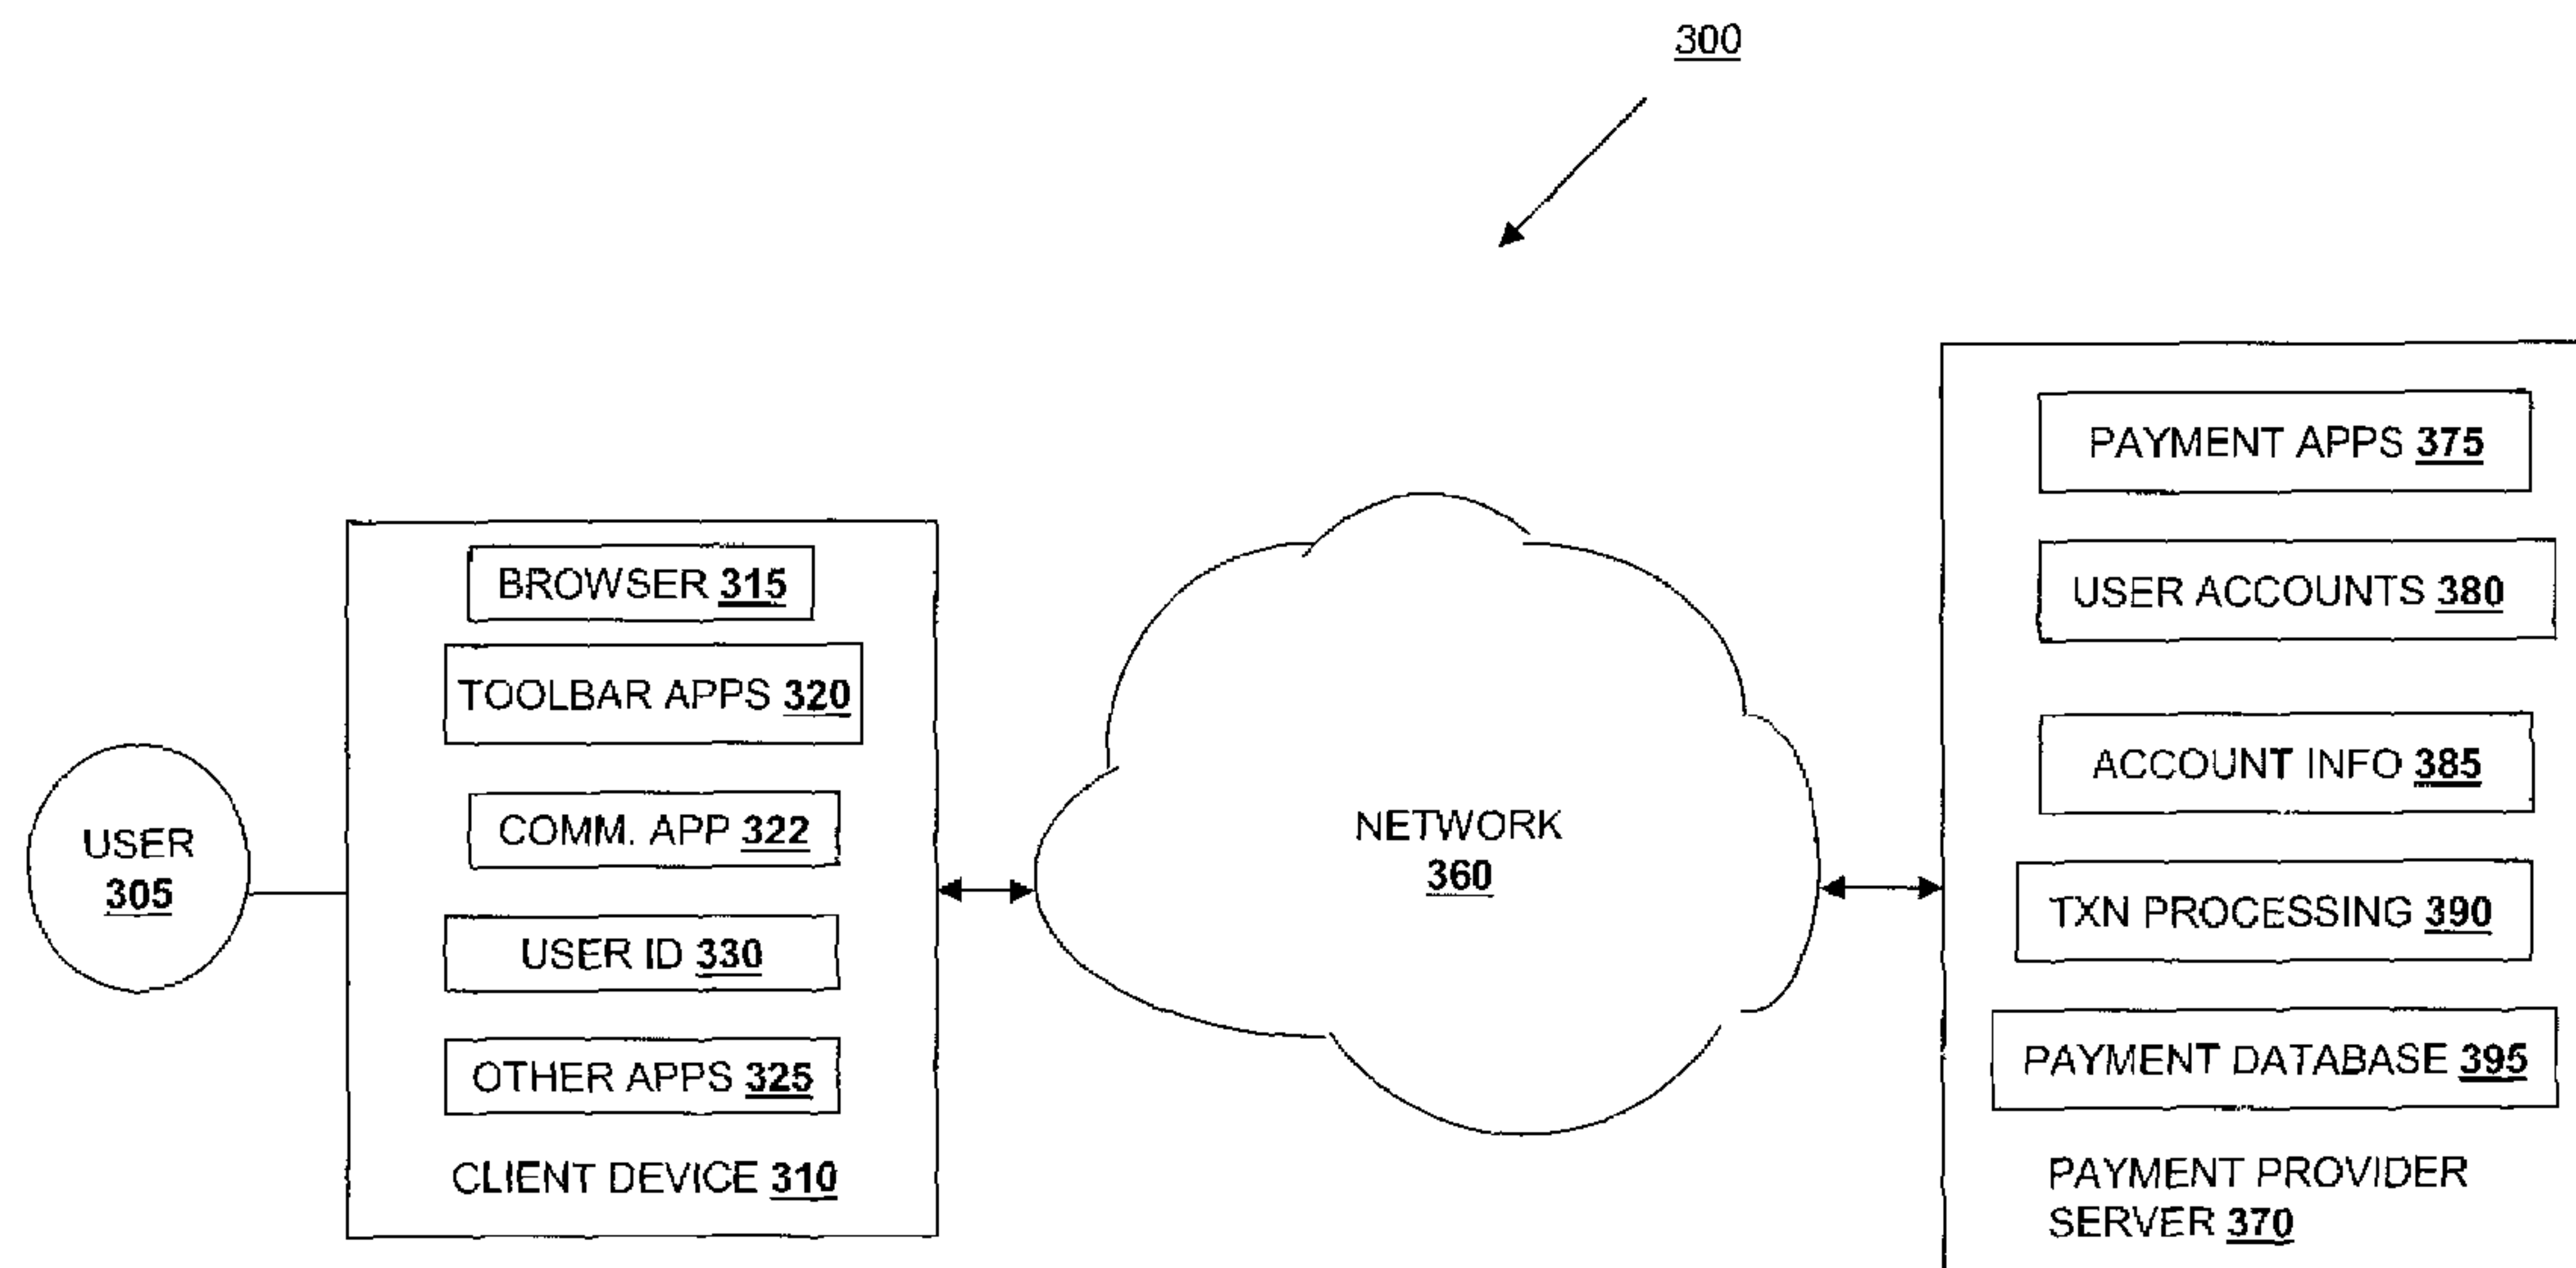 300
USER
305
BROWSER 315
TOOLBAR APPS 320
COMM. APP 322
USER ID 330
OTHER APPS 325
CLIENT DEVICE 310
NETWORK
360
PAYMENT APPS 375
USER ACCOUNTS 380
ACCOUNT INFO 385
TXN PROCESSING 390
PAYMENT DATABASE 395
PAYMENT PROVIDER
SERVER 370